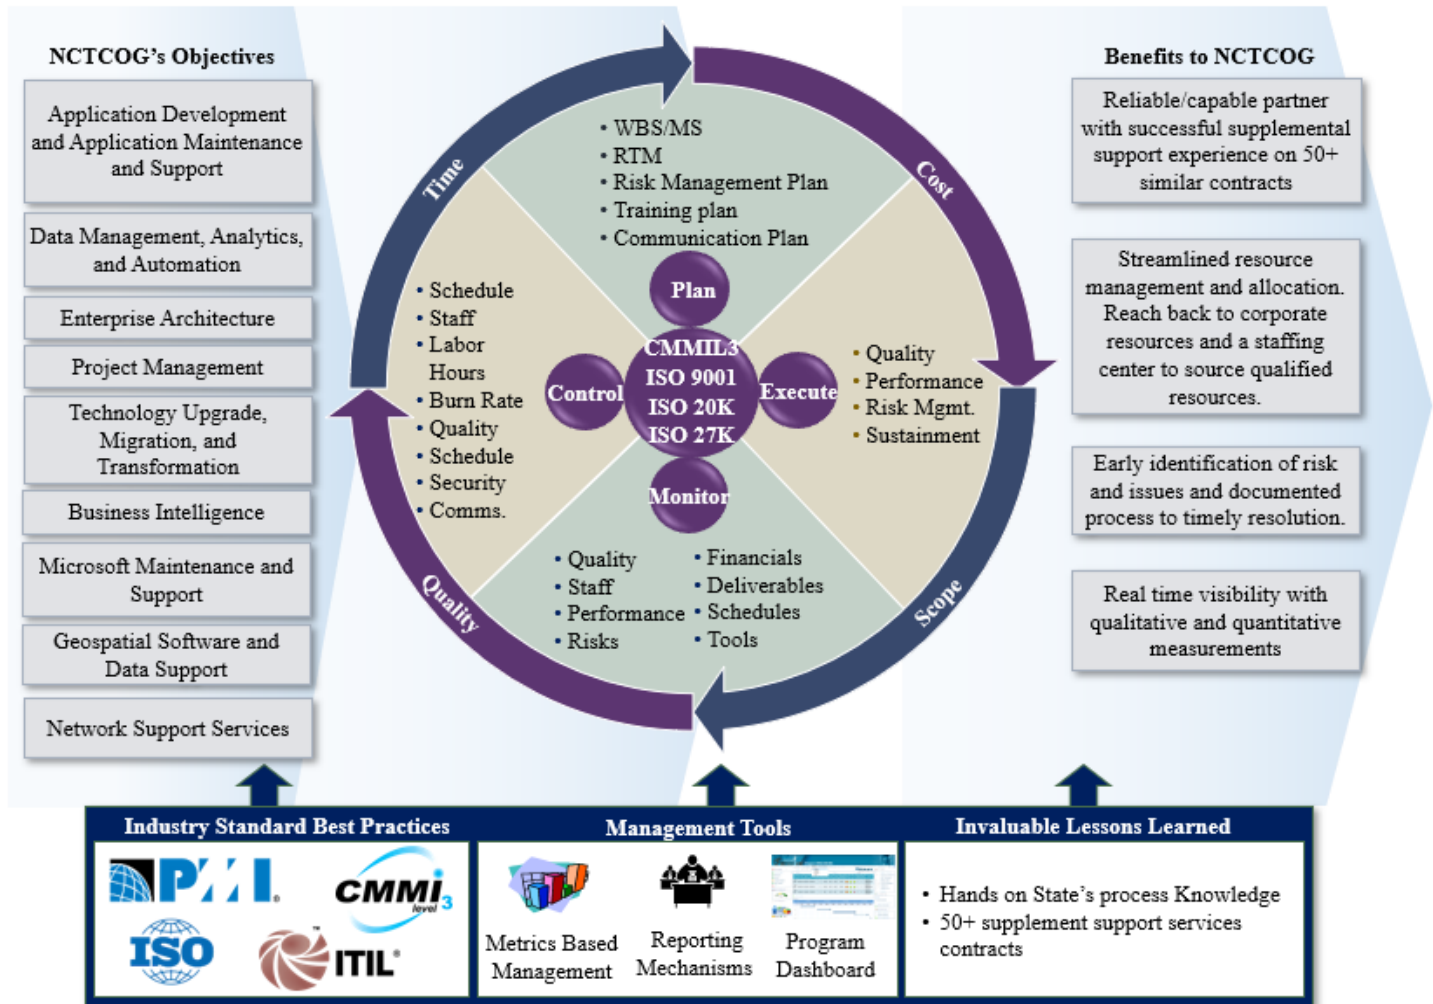 NCTCOG's Objectives
Application Development
and Application Maintenance
and Support
Data Management, Analytics,
and Automation
Enterprise Architecture
Project Management
Technology Upgrade,
Migration, and
Transformation
Business Intelligence
Microsoft Maintenance and
Support
Geospatial Software and
Data Support
Network Support Services
Time
Cost
Scope
Quality
• WBS/MS
• RTM
• Risk Management Plan
• Training plan
• Communication Plan
Plan
• Schedule
• Staff
• Labor
Hours
• Burn Rate
• Quality
• Schedule
• Security
• Comms.
Control
CMMIL3
ISO 9001
ISO 20K
ISO 27K
Execute
• Quality
• Performance
• Risk Mgmt.
• Sustainment
Monitor
• Quality
• Staff
• Performance
• Risks
• Financials
• Deliverables
• Schedules
• Tools
Benefits to NCTCOG
Reliable/capable partner
with successful supplemental
support experience on 50+
similar contracts
Streamlined resource
management and allocation.
Reach back to corporate
resources and a staffing
center to source qualified
resources.
Early identification of risk
and issues and documented
process to timely resolution.
Real time visibility with
qualitative and quantitative
measurements
Industry Standard Best Practices
PMI®
CMMi
level 3
ISO
ITIL®
Management Tools
Metrics Based
Management
Reporting
Mechanisms
Program
Dashboard
Invaluable Lessons Learned
• Hands on State's process Knowledge
• 50+ supplement support services
contracts